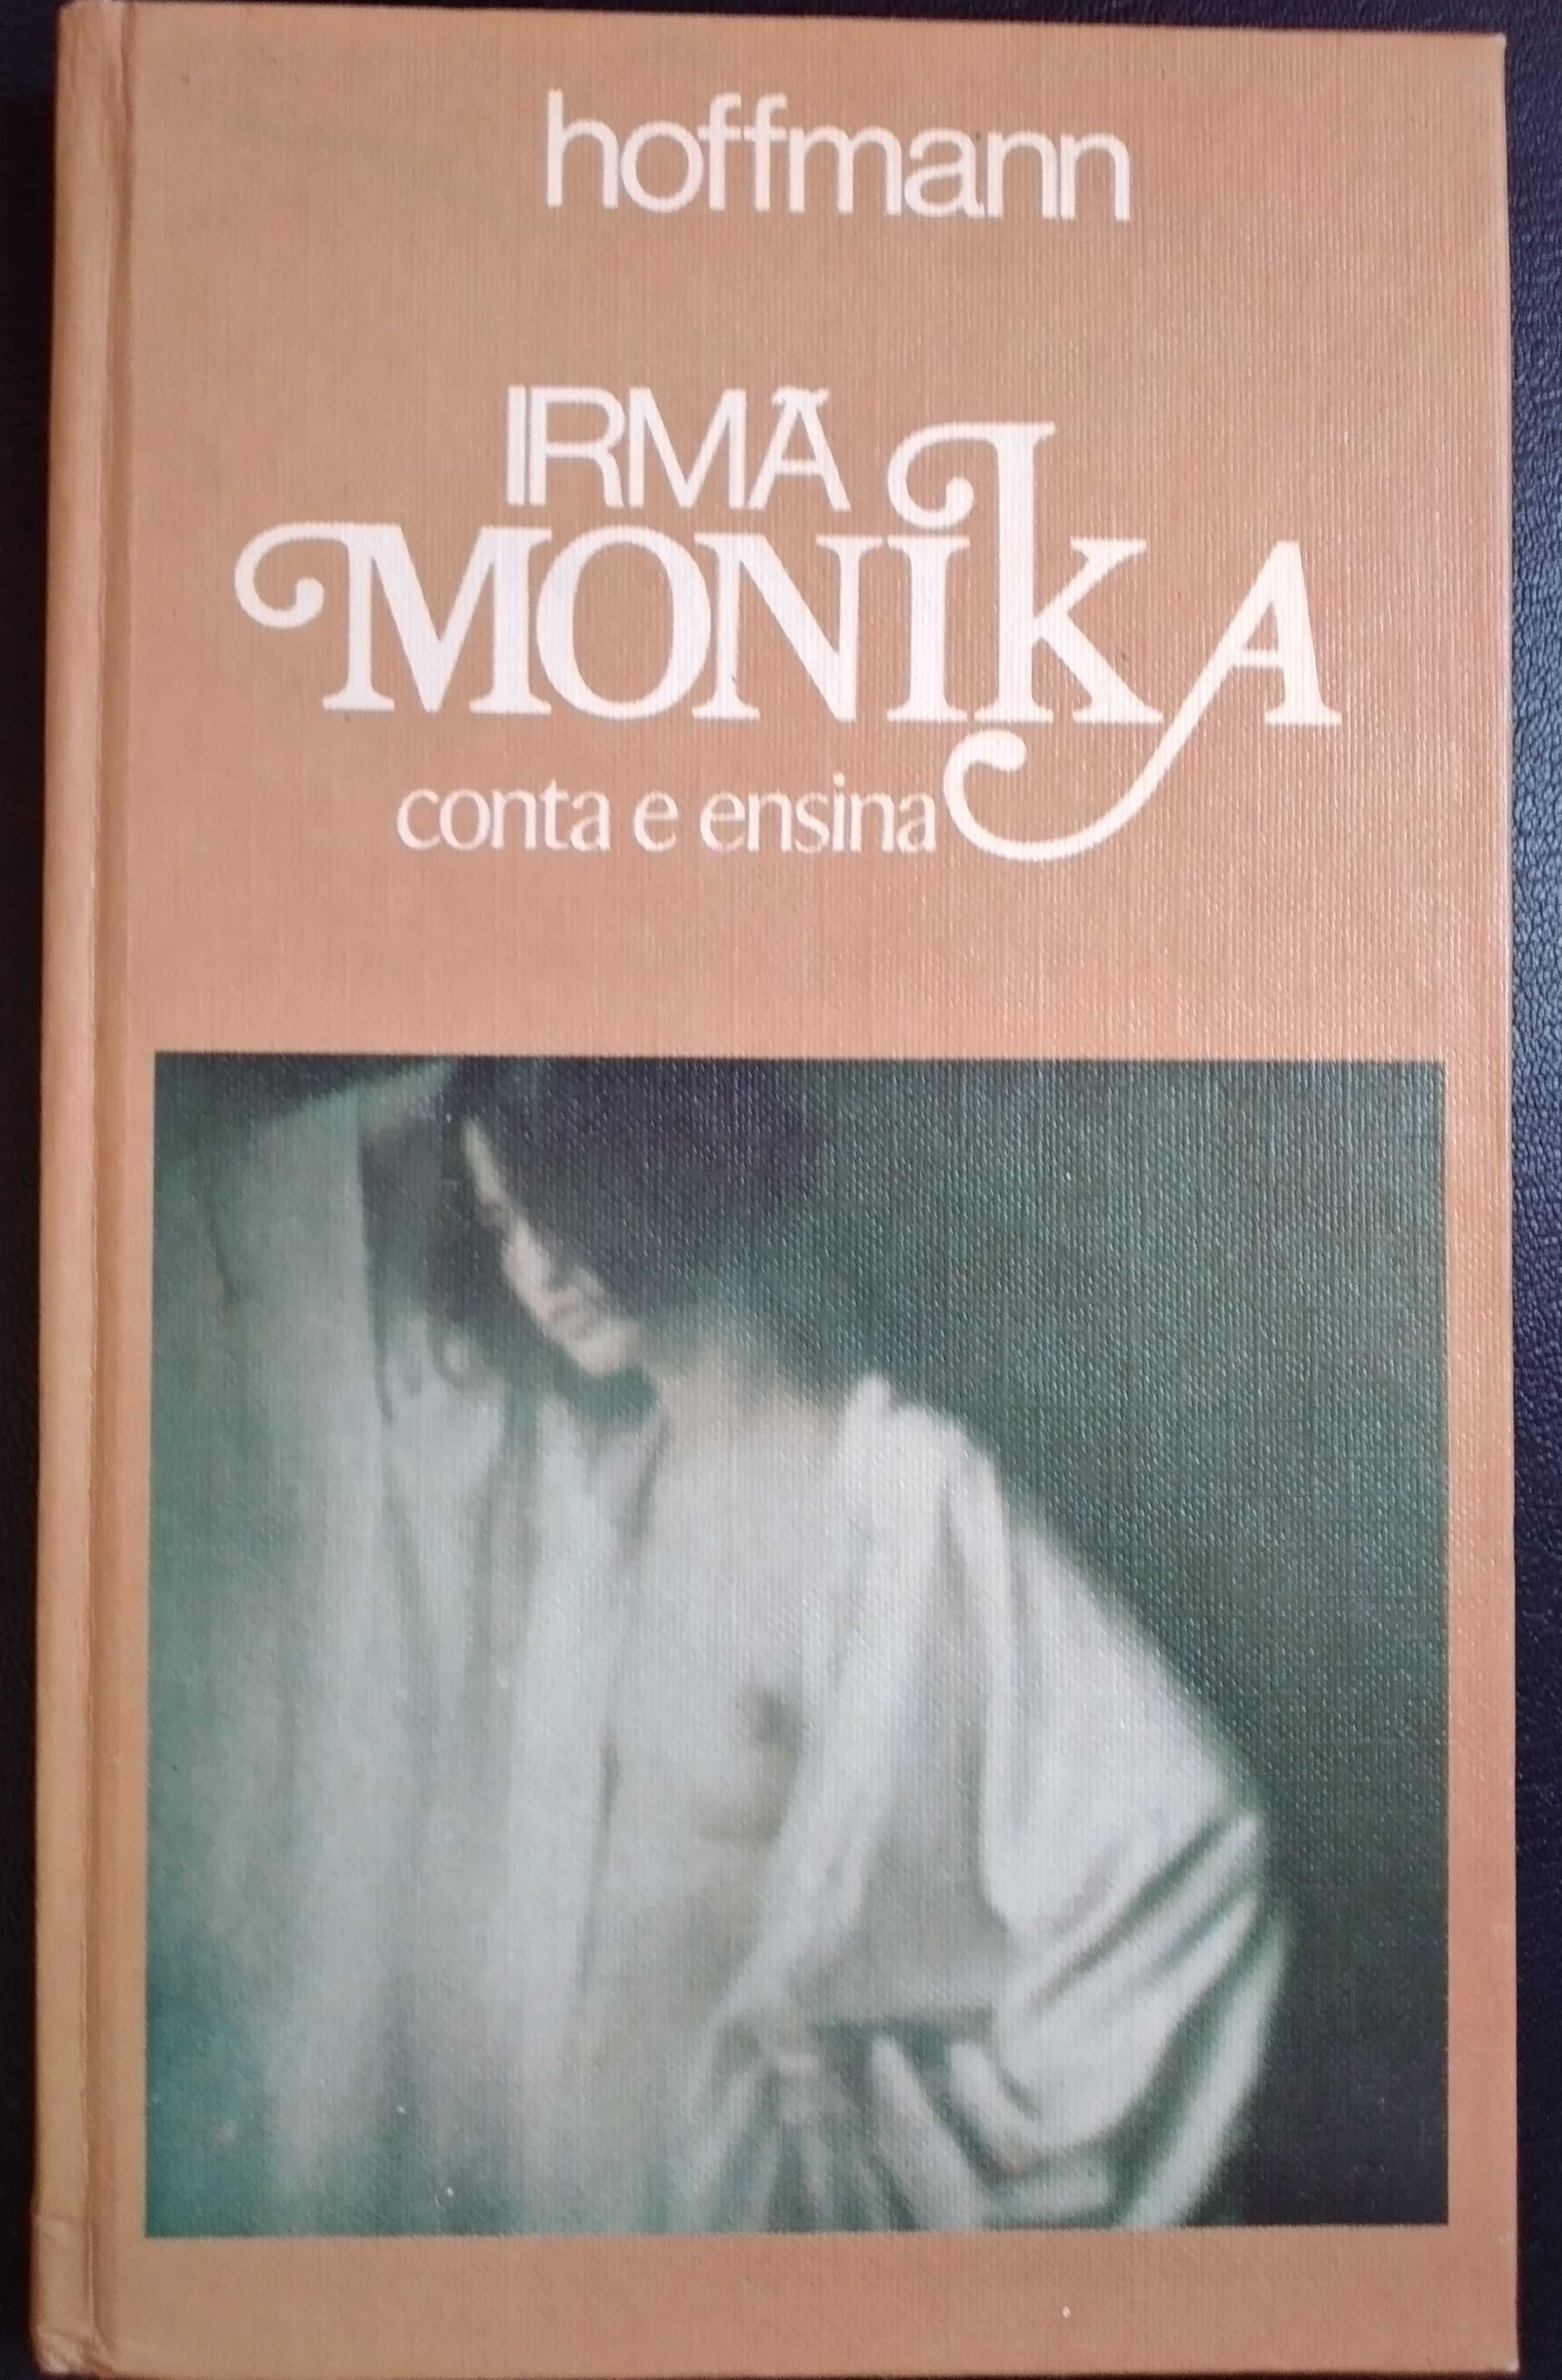 hoffmann
IRMÃ
MONIKA
conta e ensina